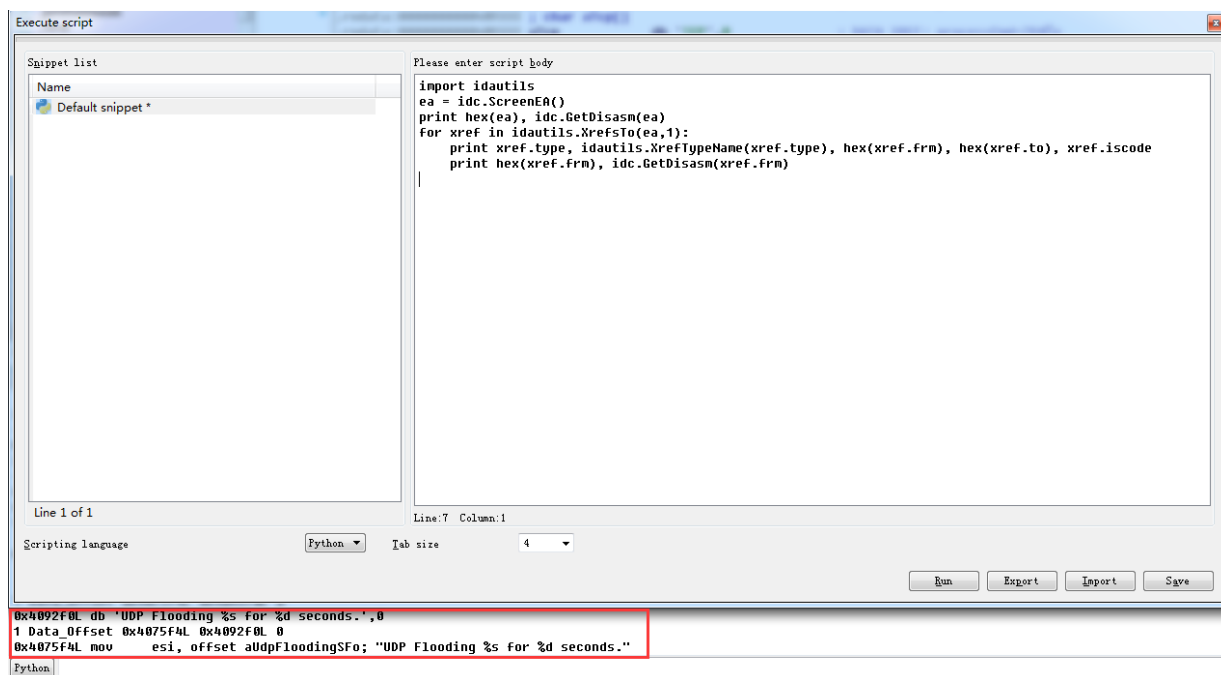 Execute script
Snippet list
Name
Default snippet *
Line 1 of 1
Please enter script body
import idautils
ea = idc.ScreenEA()
print hex(ea), idc.GetDisasm(ea)
for xref in idautils.XrefsTo(ea,1):
    print xref.type, idautils.XrefTypeName(xref.type), hex(xref.frm), hex(xref.to), xref.iscode
    print hex(xref.frm), idc.GetDisasm(xref.frm)
Line:7 Column:1
Scripting language Python Tab size 4
Run Export Import Save
0x4092f0L db 'UDP Flooding %s for %d seconds.',0
1 Data_Offset 0x4075f4L 0x4092f0L 0
0x4075f4L mov esi, offset aUdpFloodingSFo; "UDP Flooding %s for %d seconds."
Python